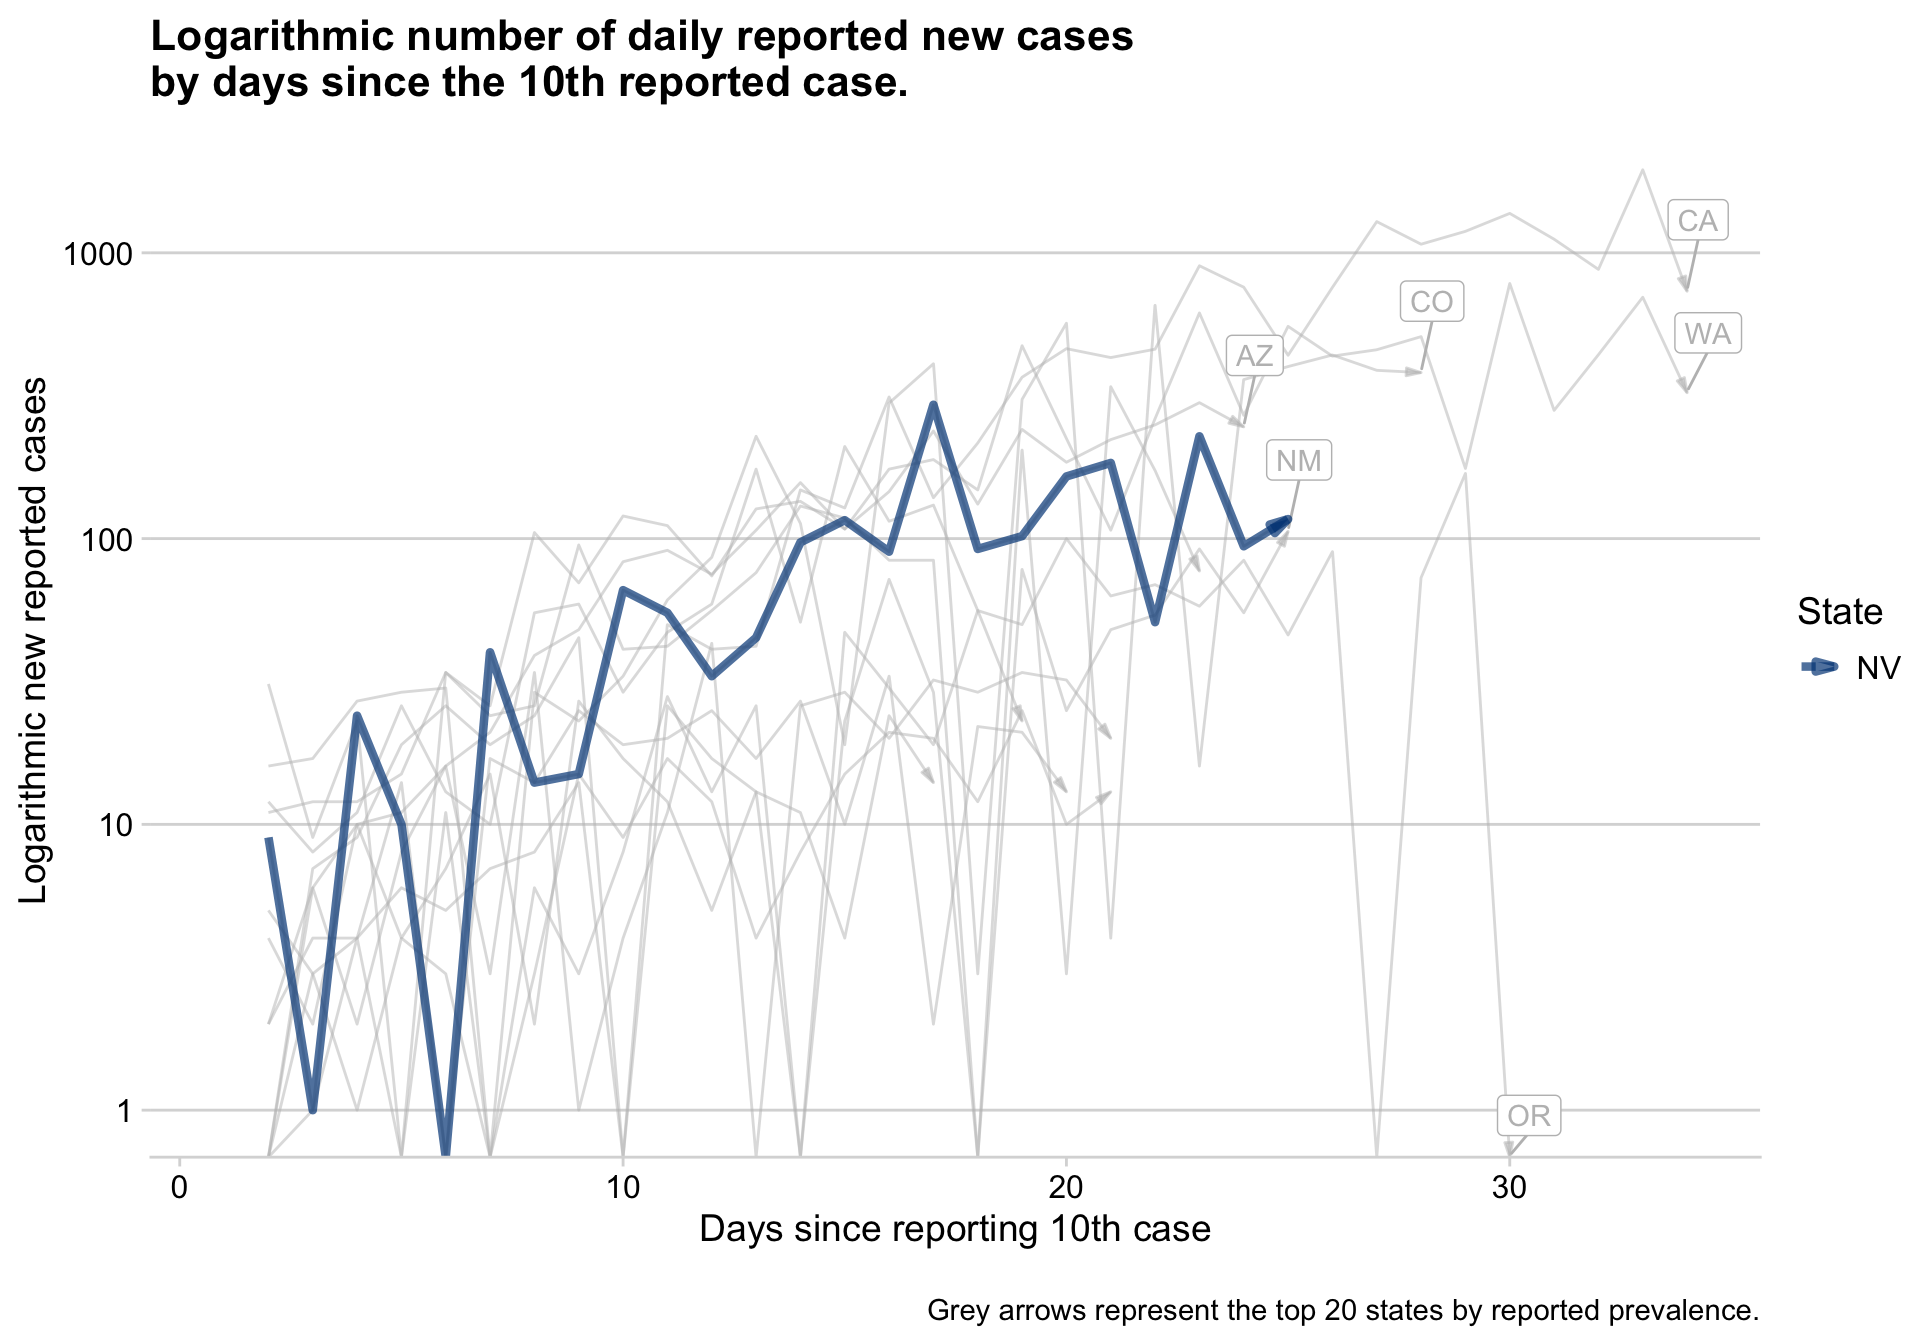 Logarithmic number of daily reported new cases
by days since the 10th reported case.
Logarithmic new reported cases
1000
100
10
1
CA
CO
WA
AZ
NM
OR
State
NV
0
10
20
30
Days since reporting 10th case
Grey arrows represent the top 20 states by reported prevalence.